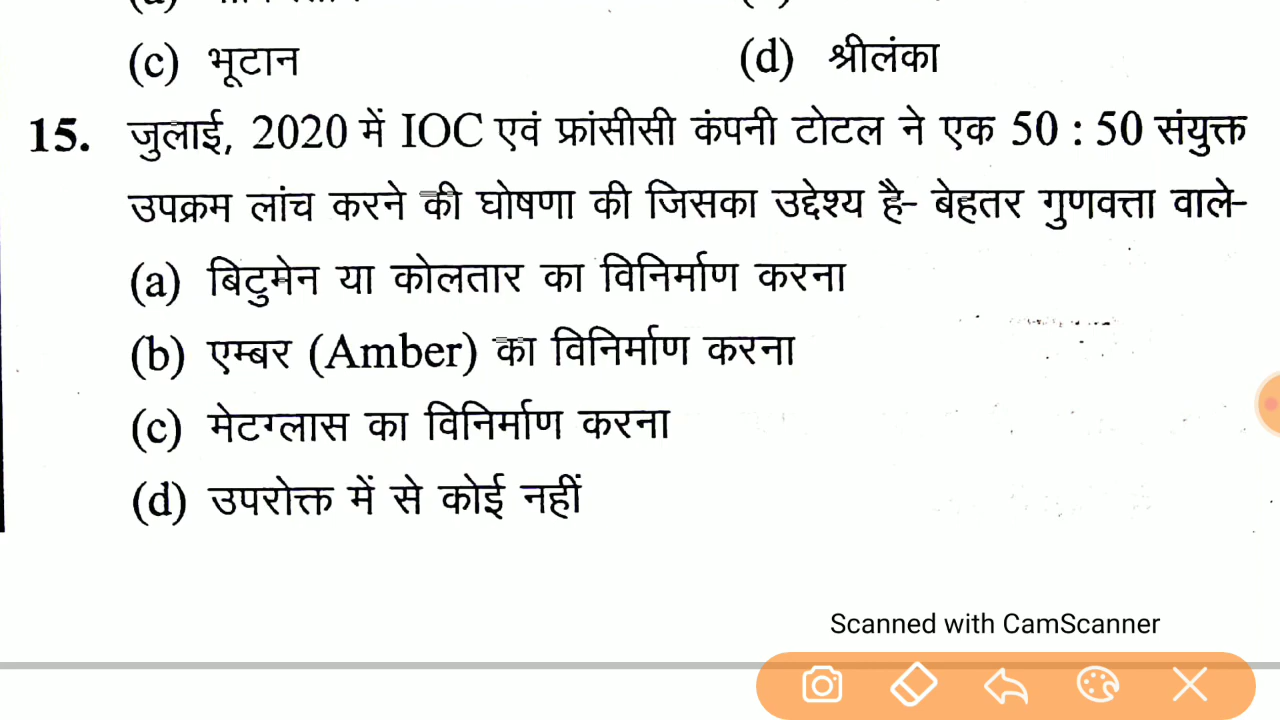 (c) भूटान (d) श्रीलंका
15. जुलाई, 2020 में IOC एवं फ्रांसीसी कंपनी टोटल ने एक 50 : 50 संयुक्त
उपक्रम लांच करने की घोषणा की जिसका उद्देश्य है- बेहतर गुणवत्ता वाले-
(a) बिटुमेन या कोलतार का विनिर्माण करना
(b) एम्बर (Amber) का विनिर्माण करना
(c) मेटग्लास का विनिर्माण करना
(d) उपरोक्त में से कोई नहीं
Scanned with CamScanner